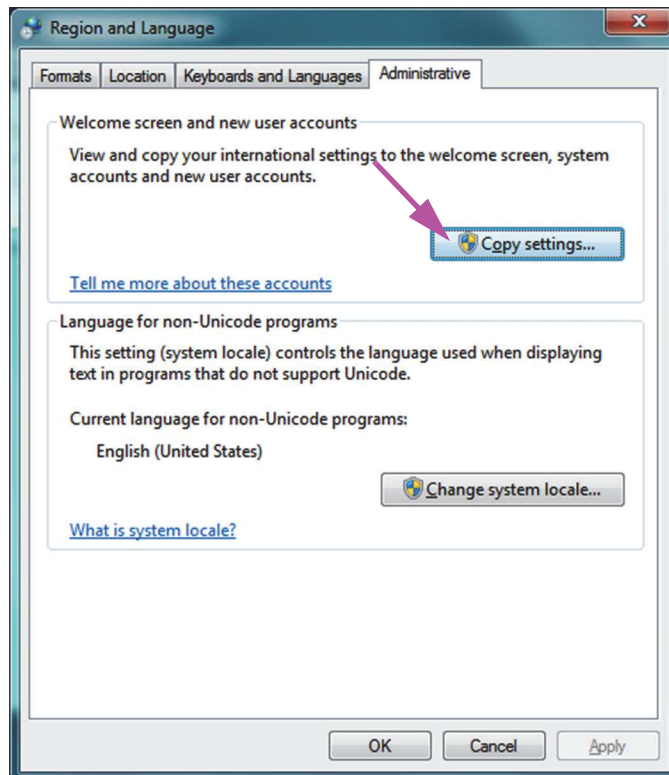 Region and Language
Formats Location Keyboards and Languages Administrative
Welcome screen and new user accounts
View and copy your international settings to the welcome screen, system
accounts and new user accounts.
Copy settings...
Tell me more about these accounts
Language for non-Unicode programs
This setting (system locale) controls the language used when displaying
text in programs that do not support Unicode.
Current language for non-Unicode programs:
English (United States)
Change system locale...
What is system locale?
OK Cancel Apply